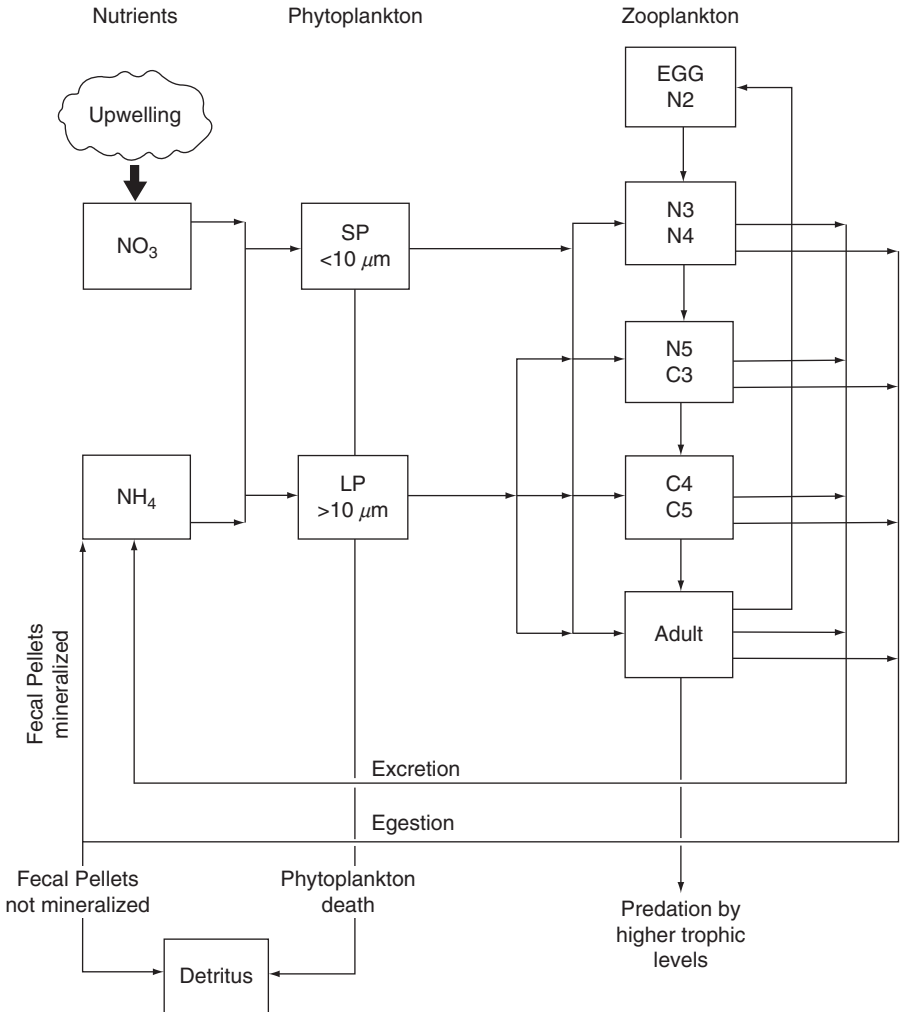 Nutrients
Phytoplankton
Zooplankton
Upwelling
EGG
N2
NO3
SP
<10 μm
N3
N4
N5
C3
NH4
LP
>10 μm
C4
C5
Adult
Fecal Pellets
mineralized
Excretion
Egestion
Fecal Pellets
not mineralized
Phytoplankton
death
Predation by
higher trophic
levels
Detritus